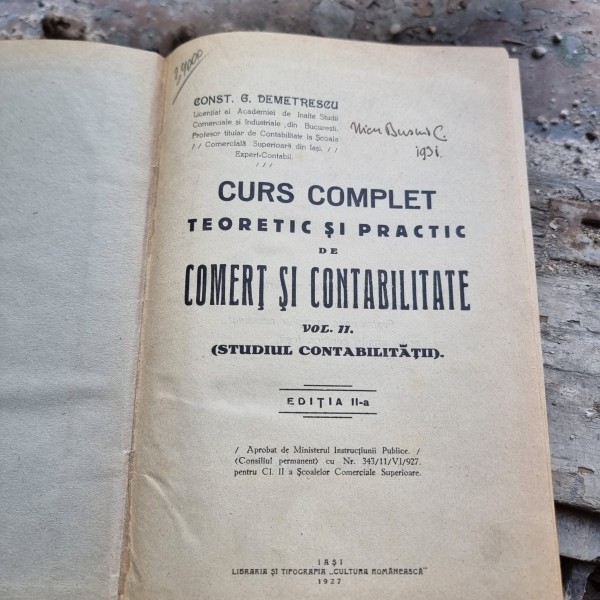 34000
CONST. G. DEMETRESCU
Licențiat al Academiei de Inalte Studii
Comerciale și Industriale din Bucuresti.
Profesor titular de Contabilitate la Școala
/ / Comercială Superioară din Iași. / /
Expert-Contabil.
/ / /
1931.
CURS COMPLET
TEORETIC ȘI PRACTIC
DE
COMERȚ ȘI CONTABILITATE
VOL. II.
(STUDIUL CONTABILITĂȚII).
EDIȚIA II-a
/ Aprobat de Ministerul Instrucțiunii Publice. /
(Consiliul permanent) cu Nr. 343/11/VI/927.
pentru Cl. II a Școalelor Comerciale Superioare.
IAȘI
LIBRARIA ȘI TIPOGRAFIA „CULTURA ROMÂNEASCĂ"
1927